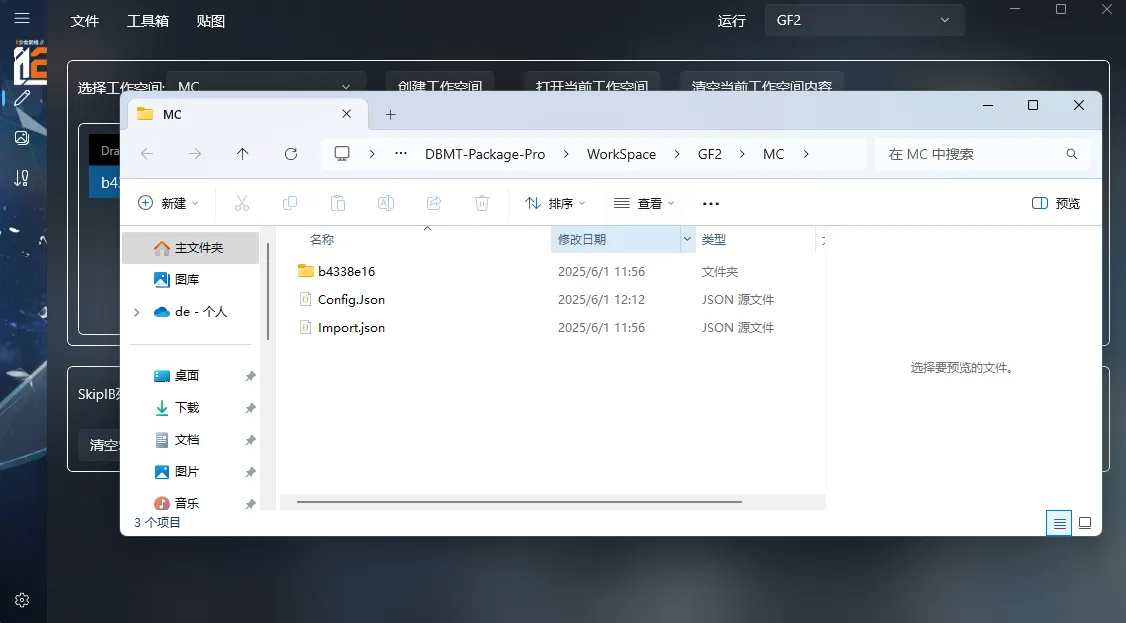 文件 工具箱 贴图 运行 GF2
选择工作空间: MC 创建工作空间 打开当前工作空间 清空当前工作空间内容
MC
Dra
DBMT-Package-Pro WorkSpace GF2 MC 在 MC 中搜索
b43
新建 排序 查看 预览
名称 修改日期 类型
主文件夹
图库
de - 个人
桌面
下载
文档
图片
音乐
b4338e16 2025/6/1 11:56 文件夹
Config.Json 2025/6/1 12:12 JSON 源文件
Import.json 2025/6/1 11:56 JSON 源文件
选择要预览的文件。
SkipIB
清空
3 个项目